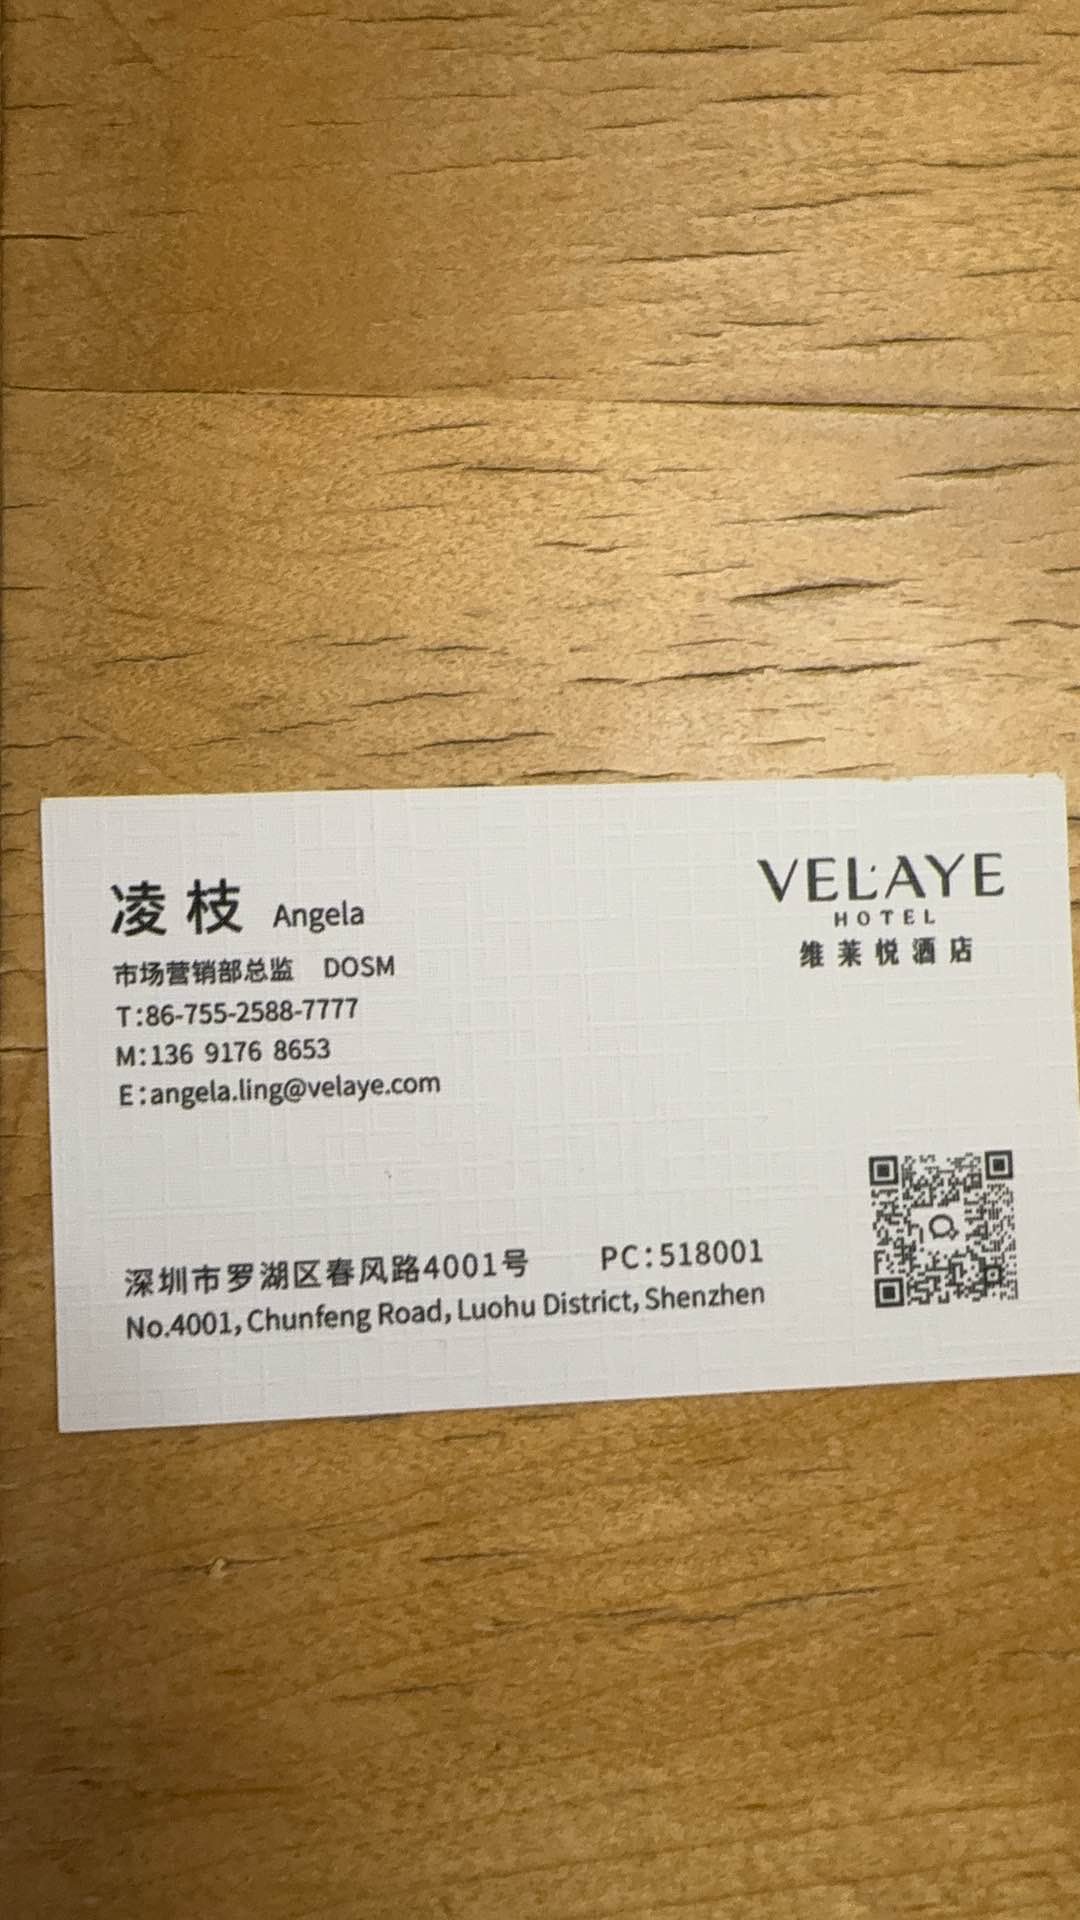 凌枝 Angela
市场营销部总监 DOSM
T:86-755-2588-7777
M:136 9176 8653
E:angela.ling@velaye.com
VEL'AYE
HOTEL
维莱悦酒店
深圳市罗湖区春风路4001号 PC:518001
No.4001, Chunfeng Road, Luohu District, Shenzhen